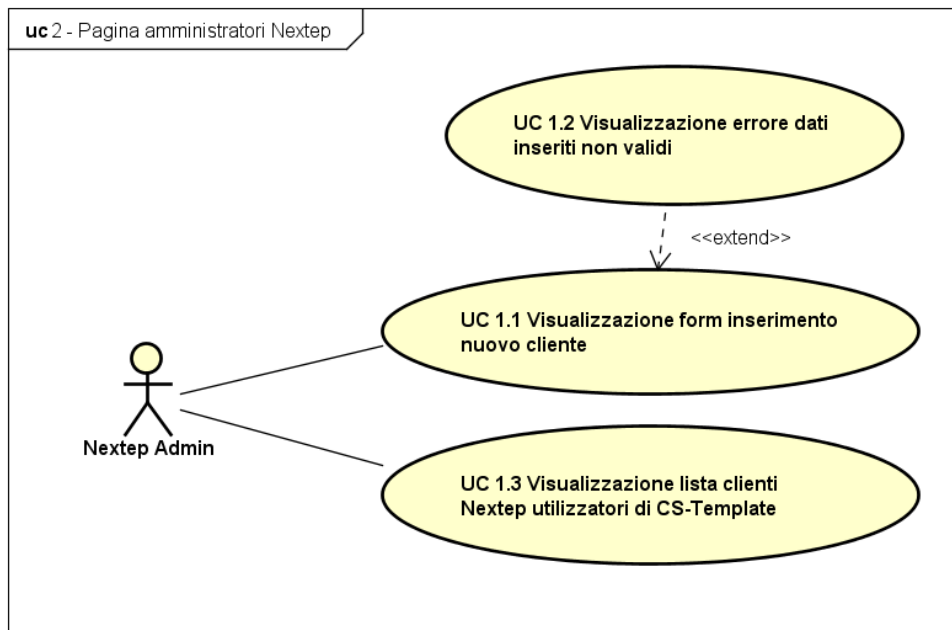 uc 2 - Pagina amministratori Nextep
UC 1.2 Visualizzazione errore dati
inseriti non validi
<<extend>>
UC 1.1 Visualizzazione form inserimento
nuovo cliente
Nextep Admin
UC 1.3 Visualizzazione lista clienti
Nextep utilizzatori di CS-Template